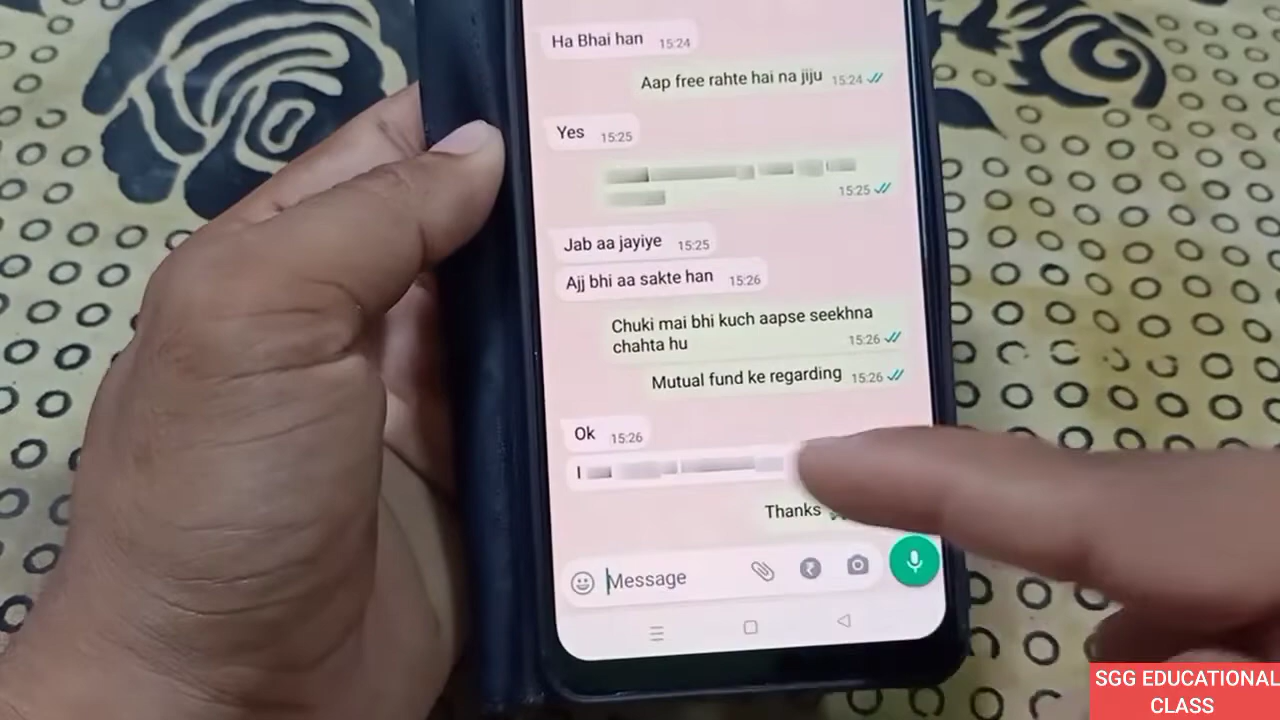 Ha Bhai han 15:24
Aap free rahte hai na jiju 15:24
Yes 15:25
15:25
Jab aa jayiye 15:25
Ajj bhi aa sakte han 15:26
Chuki mai bhi kuch aapse seekhna
chahta hu 15:26
Mutual fund ke regarding 15:26
Ok 15:26
I
Thanks
Message
SGG EDUCATIONAL
CLASS